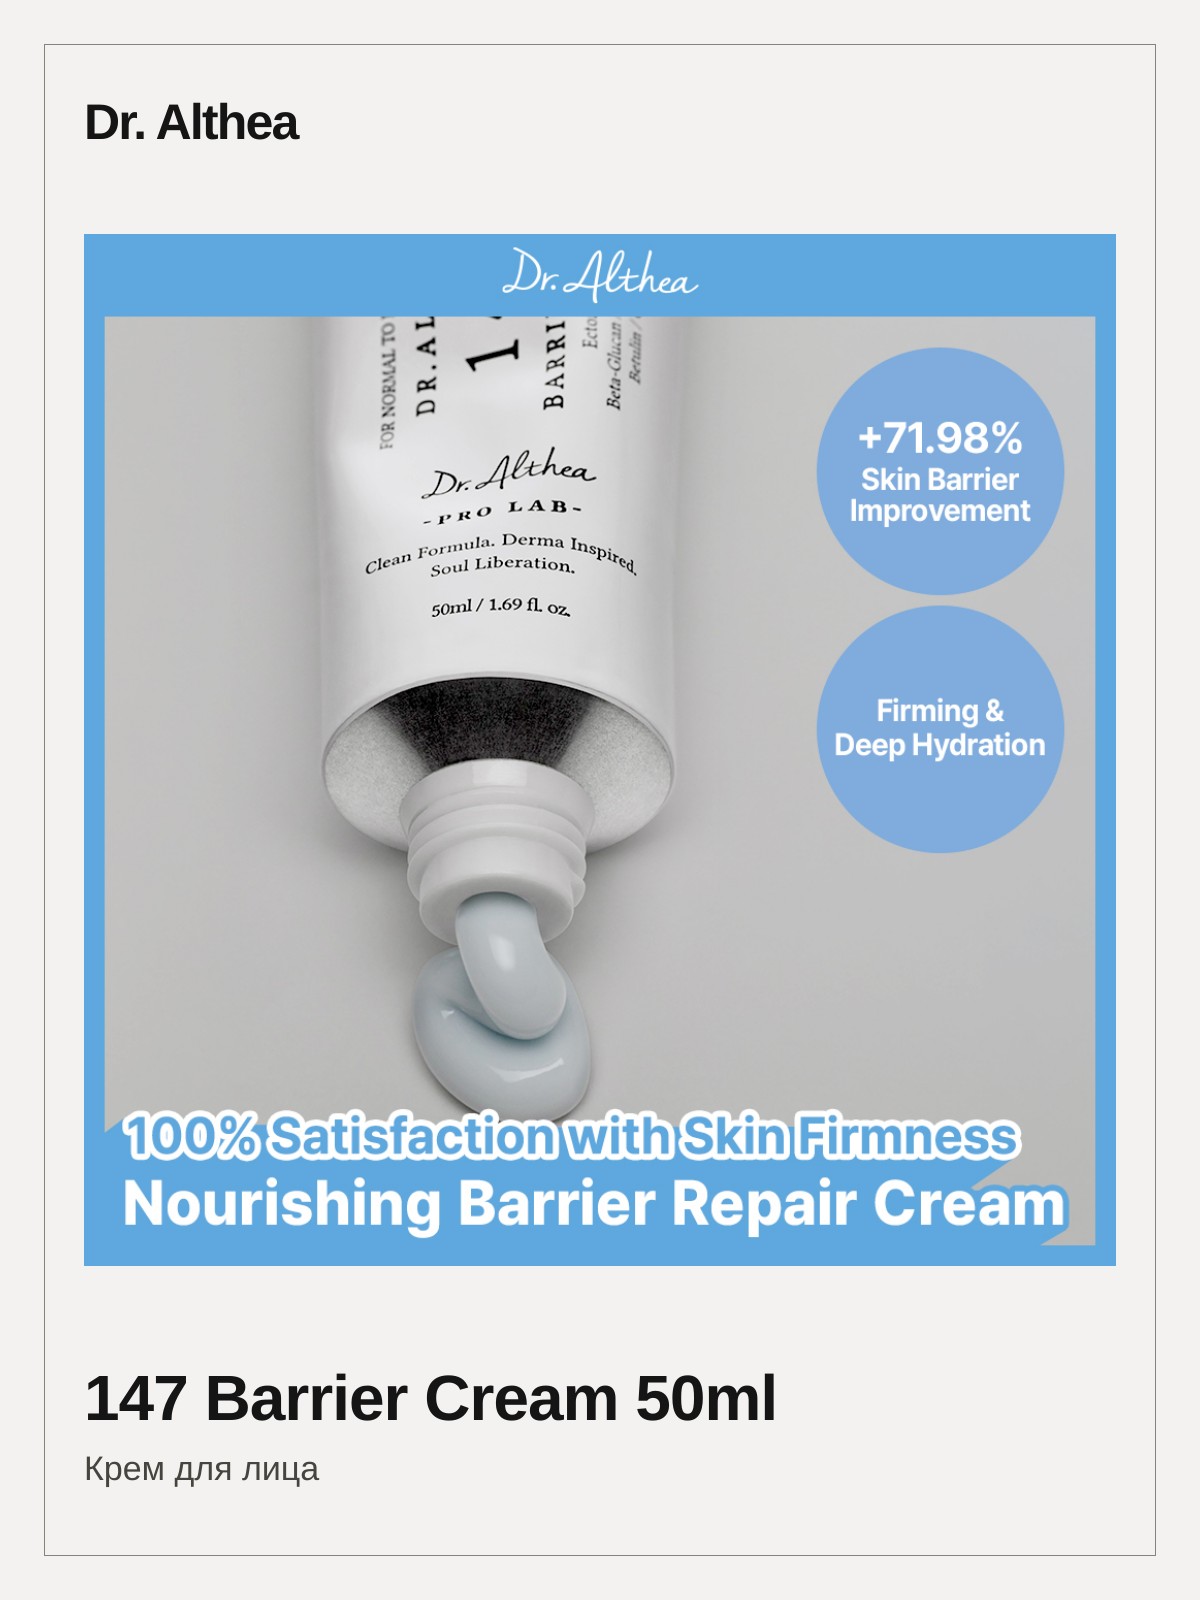 Dr. Althea
Dr. Althea
FOR NORMAL TO
DR. AL
1
BARRI
Ecto
Beta-Glucan
Betulin /
Dr. Althea
-PRO LAB-
Clean Formula. Derma Inspired.
Soul Liberation.
50ml / 1.69 fl. oz.
+71.98%
Skin Barrier
Improvement
Firming &
Deep Hydration
100% Satisfaction with Skin Firmness
Nourishing Barrier Repair Cream
147 Barrier Cream 50ml
Крем для лица